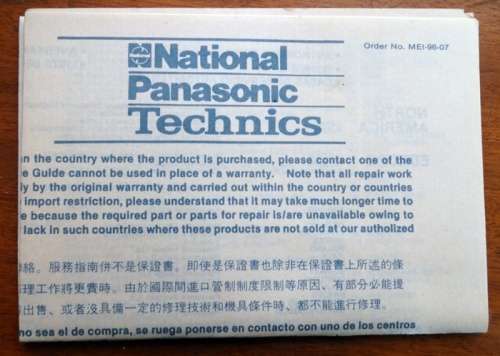 National
Panasonic
Technics
Order No. MEI-96-07
n the country where the product is purchased, please contact one of the
e Guide cannot be used in place of a warranty. Note that all repair work
ly by the original warranty and carried out within the country or countries
import restriction, please understand that it may take much longer to
e because the required part or parts for repair is/are unavailable owing to
lack in such countries where these products are not sold at our autholized
絡。服務指南併不是保證書。即使是保證書也除非在保證書上所述的條
理工作將更費時。由於國際間進口管制制度限制等原因、有部分必能提
出售、或者沒具備一定的修理技術和機具條件時、都不能進行修理。
no sea el de compra, se ruega ponerse en contacto con uno de los centros